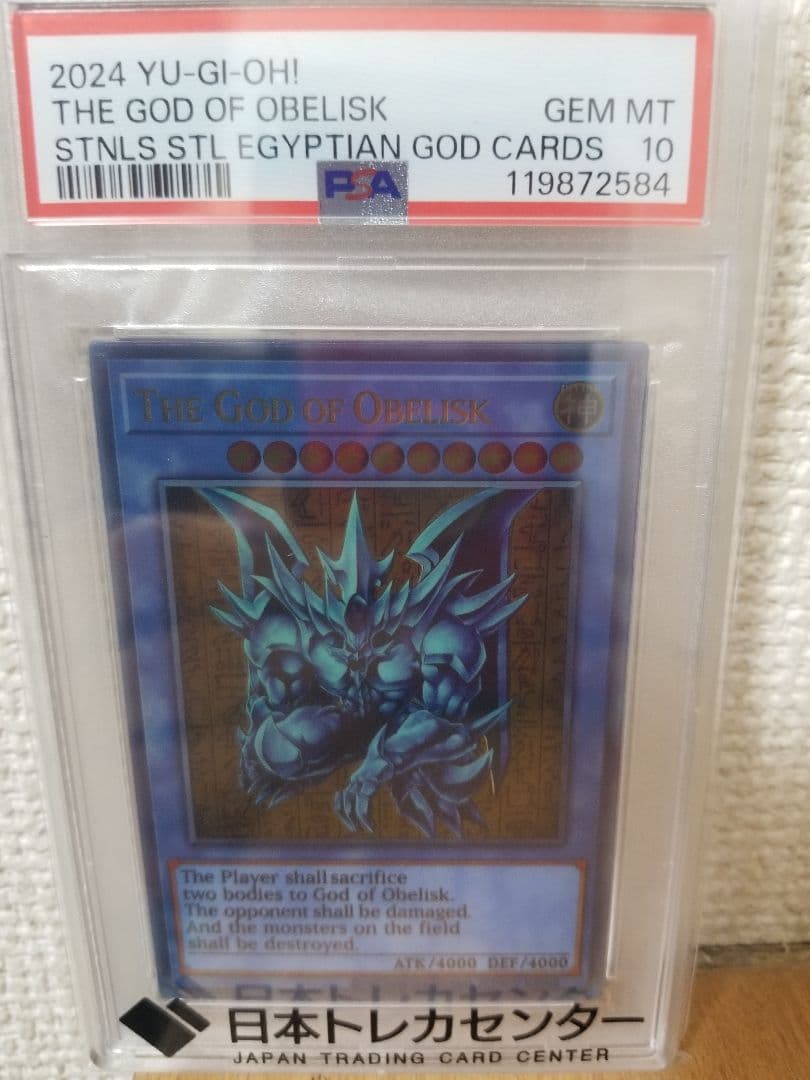 2024 YU-GI-OH!
THE GOD OF OBELISK GEM MT
STNLS STL EGYPTIAN GOD CARDS 10
PSA 119872584
THE GOD OF OBELISK 神
The Player shall sacrifice
two bodies to God of Obelisk.
The opponent shall be damaged.
And the monsters on the field
shall be destroyed.
ATK/4000 DEF/4000
日本トレカセンター
JAPAN TRADING CARD CENTER